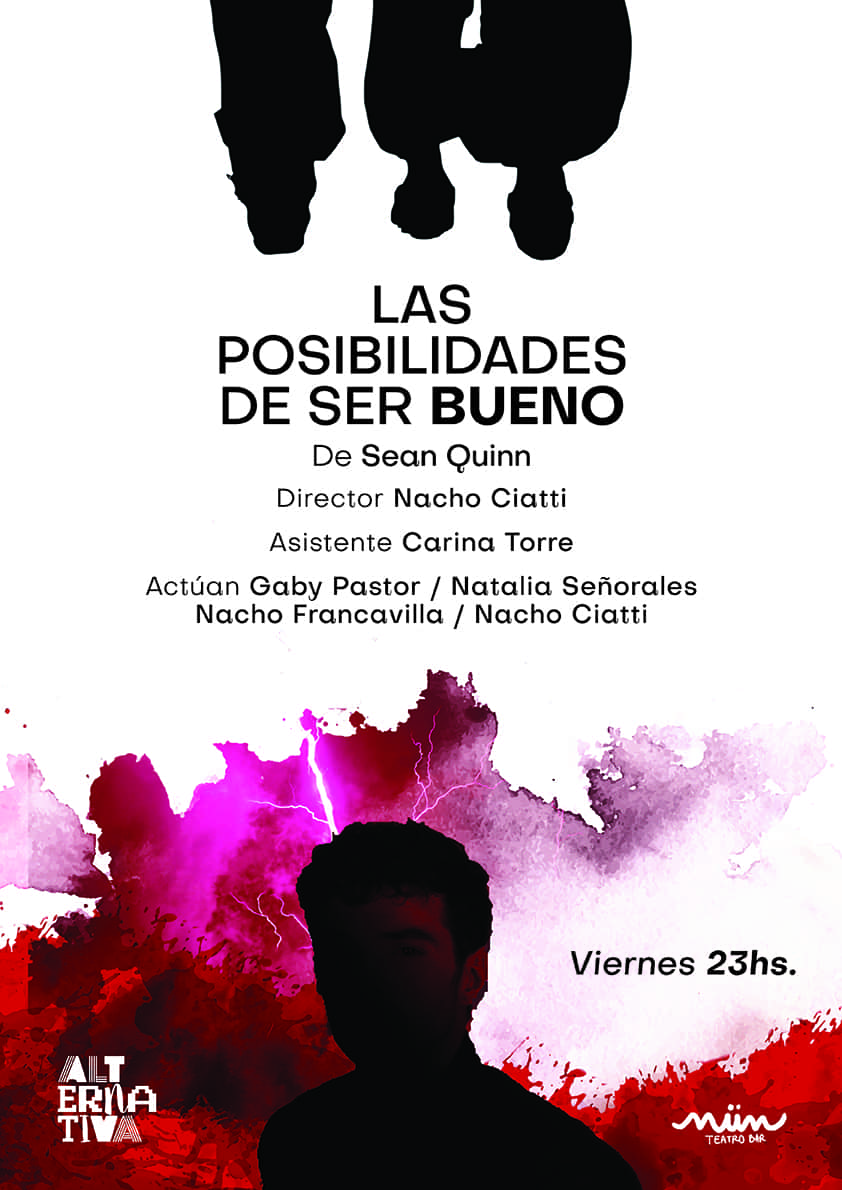 LAS
POSIBILIDADES
DE SER BUENO
De Sean Quinn
Director Nacho Ciatti
Asistente Carina Torre
Actúan Gaby Pastor / Natalia Señorales
Nacho Francavilla / Nacho Ciatti
Viernes 23hs.
ALT
ERNA
TIVA
nün
TEATRO BAR